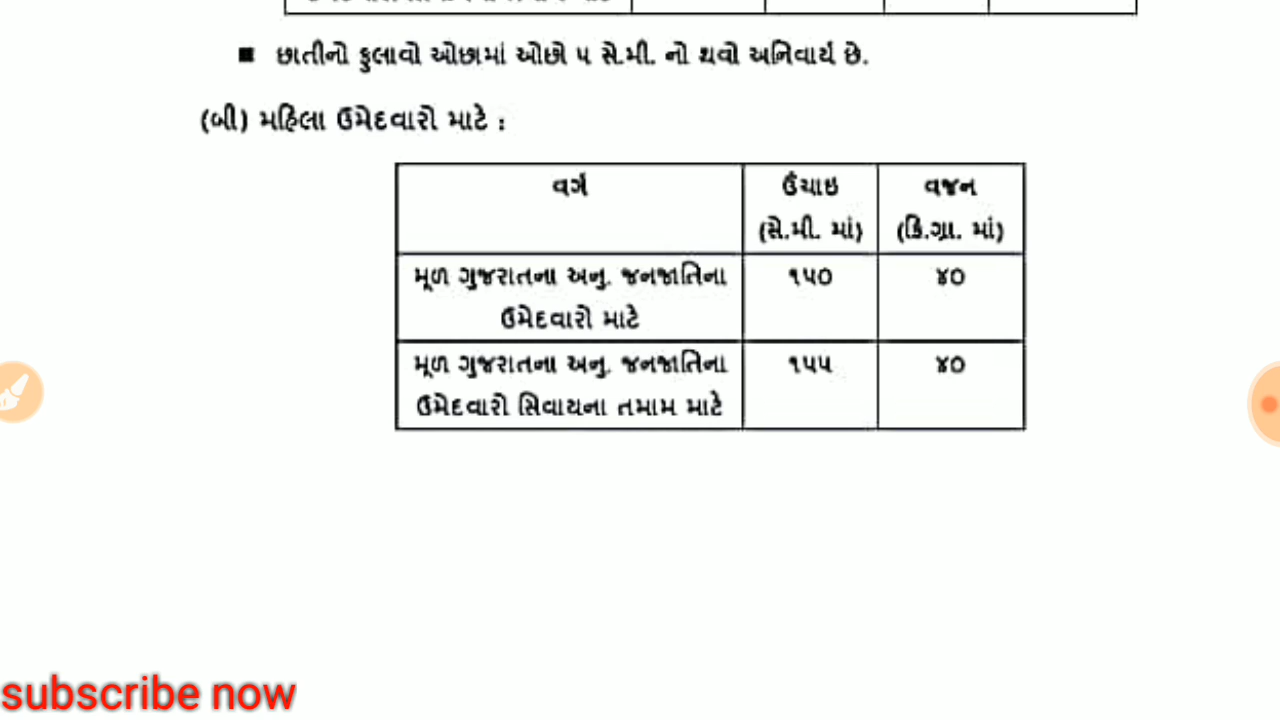 ■ છાતીનો ફુલાવો ઓછામાં ઓછો ૫ સે.મી. નો થવો અનિવાર્ય છે.
(બી) મહિલા ઉમેદવારો માટે :
વર્ગ ઉંચાઇ વજન
(સે.મી. માં) (કિ.ગ્રા. માં)
મૂળ ગુજરાતના અનુ. જનજાતિના ૧૫૦ ૪૦
ઉમેદવારો માટે
મૂળ ગુજરાતના અનુ. જનજાતિના ૧૫૫ ૪૦
ઉમેદવારો સિવાયના તમામ માટે
subscribe now